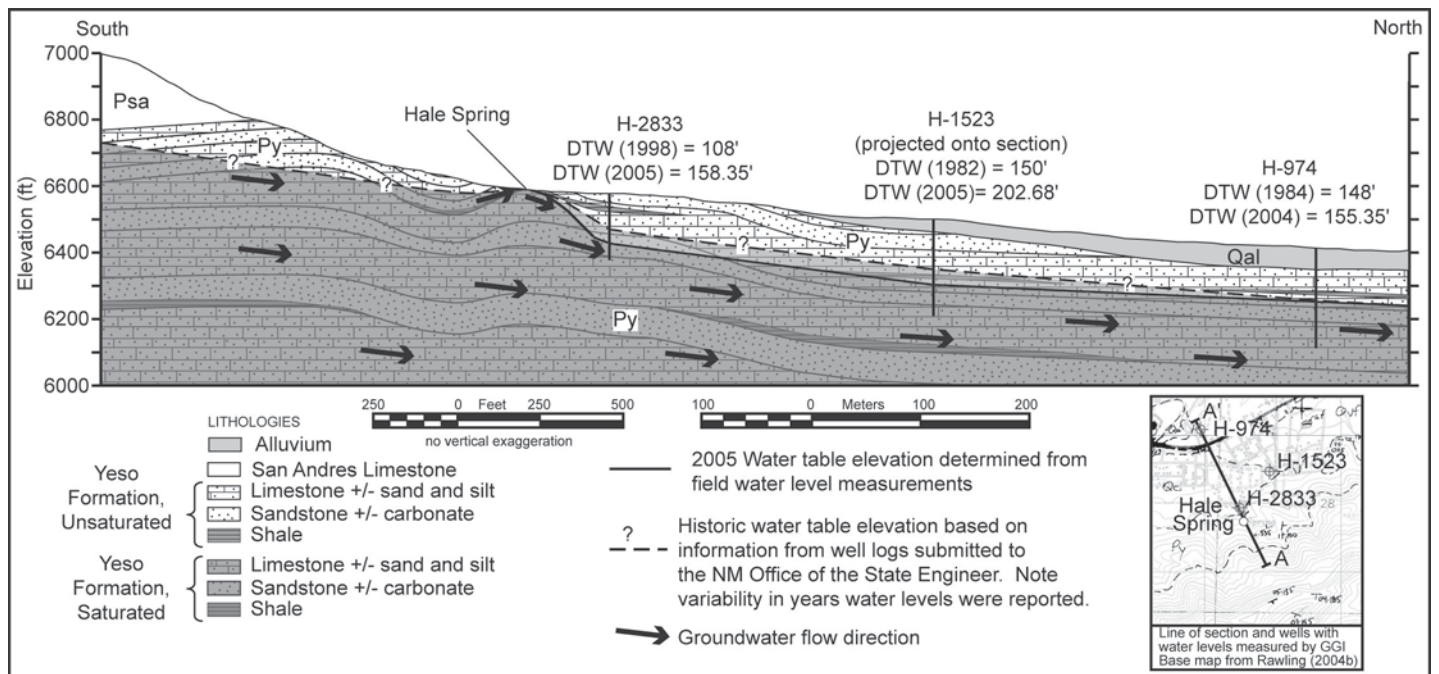 South
North
7000
6800
6600
6400
6200
6000
Elevation (ft)
Psa
Py
Hale Spring
H-2833
DTW (1998) = 108'
DTW (2005) = 158.35'
H-1523
(projected onto section)
DTW (1982) = 150'
DTW (2005)= 202.68'
H-974
DTW (1984) = 148'
DTW (2004) = 155.35'
?
?
?
?
?
Py
Qal
Py
LITHOLOGIES
Alluvium
San Andres Limestone
Yeso
Formation,
Unsaturated
Limestone +/- sand and silt
Sandstone +/- carbonate
Shale
Yeso
Formation,
Saturated
Limestone +/- sand and silt
Sandstone +/- carbonate
Shale
250 0 Feet 250 500
no vertical exaggeration
100 0 Meters 100 200
2005 Water table elevation determined from
field water level measurements
?
Historic water table elevation based on
information from well logs submitted to
the NM Office of the State Engineer. Note
variability in years water levels were reported.
Groundwater flow direction
A'
H-974
H-1523
H-2833
Hale
Spring
28
Py
A
Line of section and wells with
water levels measured by GGI
Base map from Rawling (2004b)